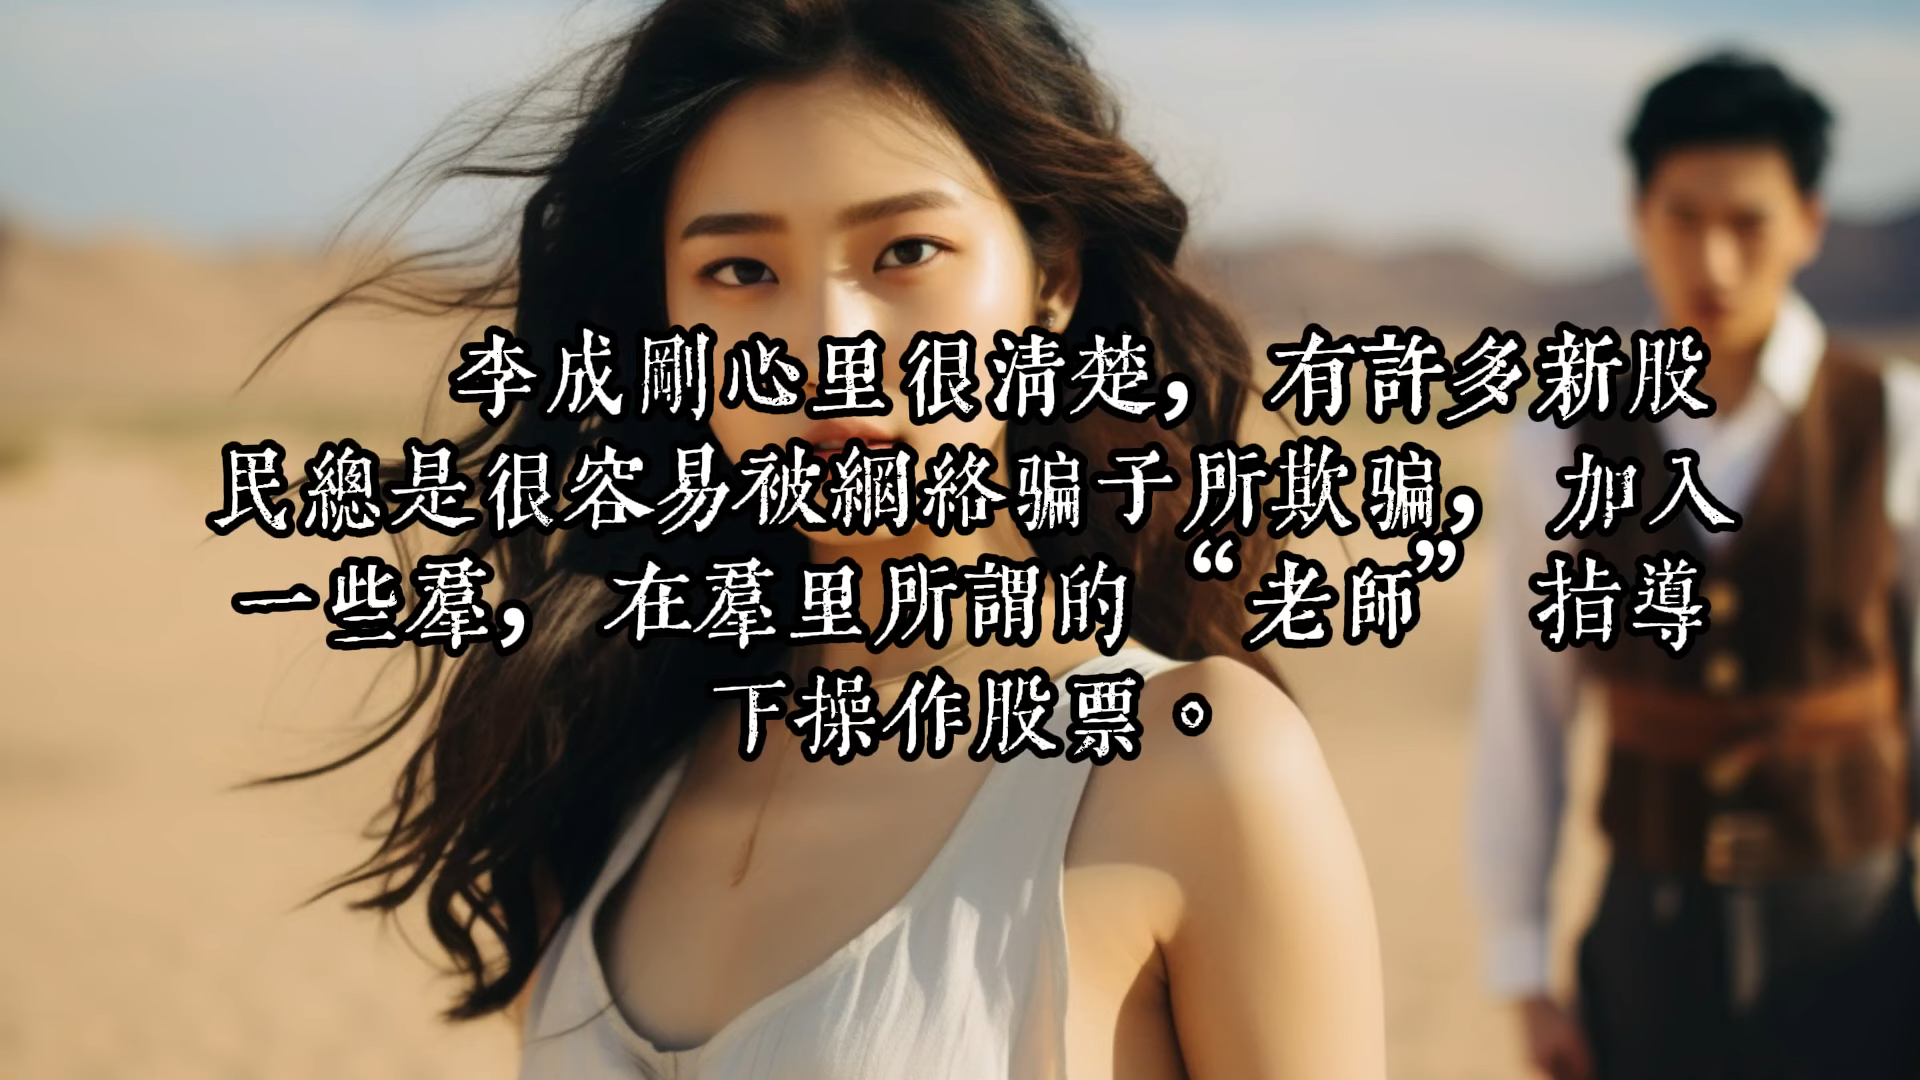 李成剛心里很清楚，有許多新股
民總是很容易被網絡骗子所欺骗，加入
一些羣，在羣里所謂的“老師”指導
下操作股票。